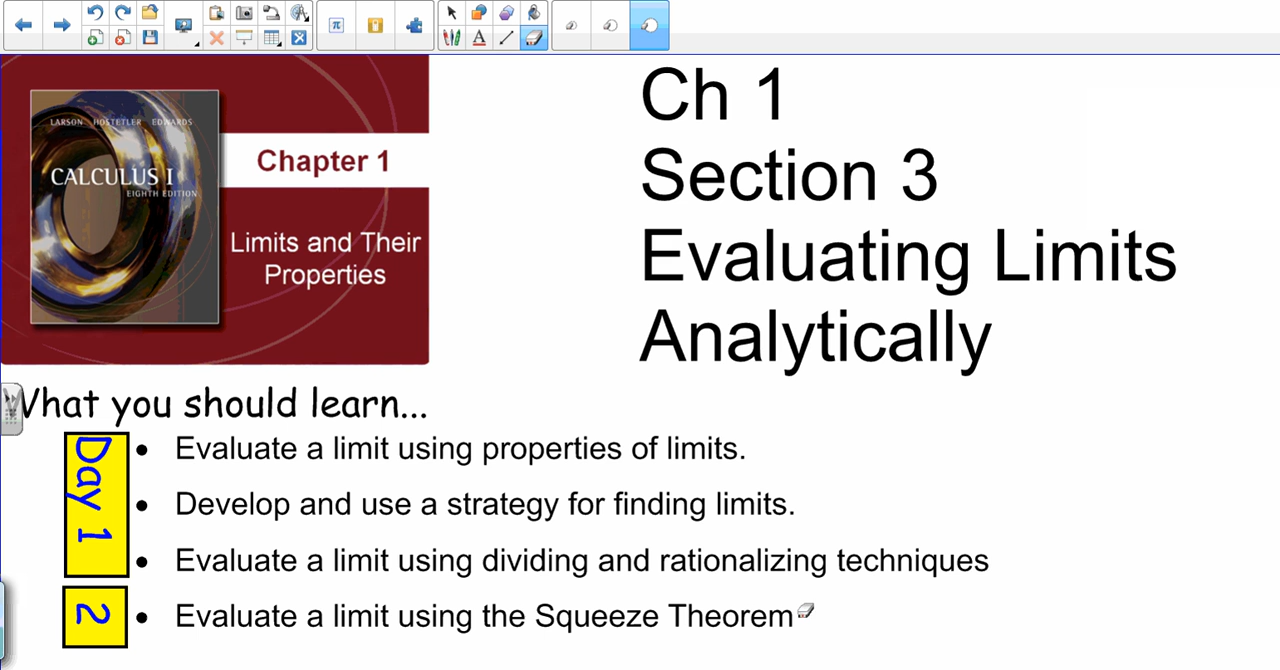 LARSON HOSTETLER EDWARDS
CALCULUS I
EIGHTH EDITION
Chapter 1
Limits and Their
Properties
Ch 1
Section 3
Evaluating Limits
Analytically
What you should learn...
Day 1
• Evaluate a limit using properties of limits.
• Develop and use a strategy for finding limits.
• Evaluate a limit using dividing and rationalizing techniques
2
• Evaluate a limit using the Squeeze Theorem